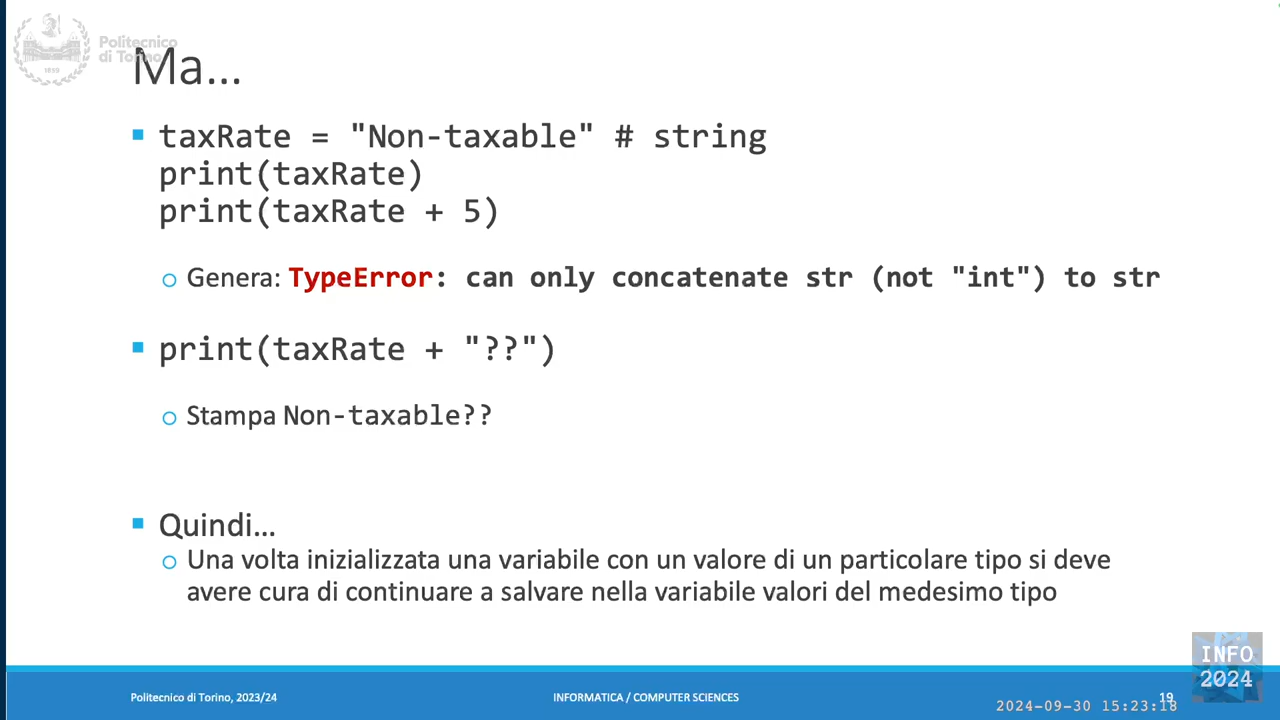 Politecnico
di Torino
1859
Ma...
taxRate = "Non-taxable" # string
print(taxRate)
print(taxRate + 5)
Genera: TypeError: can only concatenate str (not "int") to str
print(taxRate + "??")
Stampa Non-taxable??
Quindi...
Una volta inizializzata una variabile con un valore di un particolare tipo si deve
avere cura di continuare a salvare nella variabile valori del medesimo tipo
INFO
2024
Politecnico di Torino, 2023/24
INFORMATICA / COMPUTER SCIENCES
19
2024-09-30 15:23:18